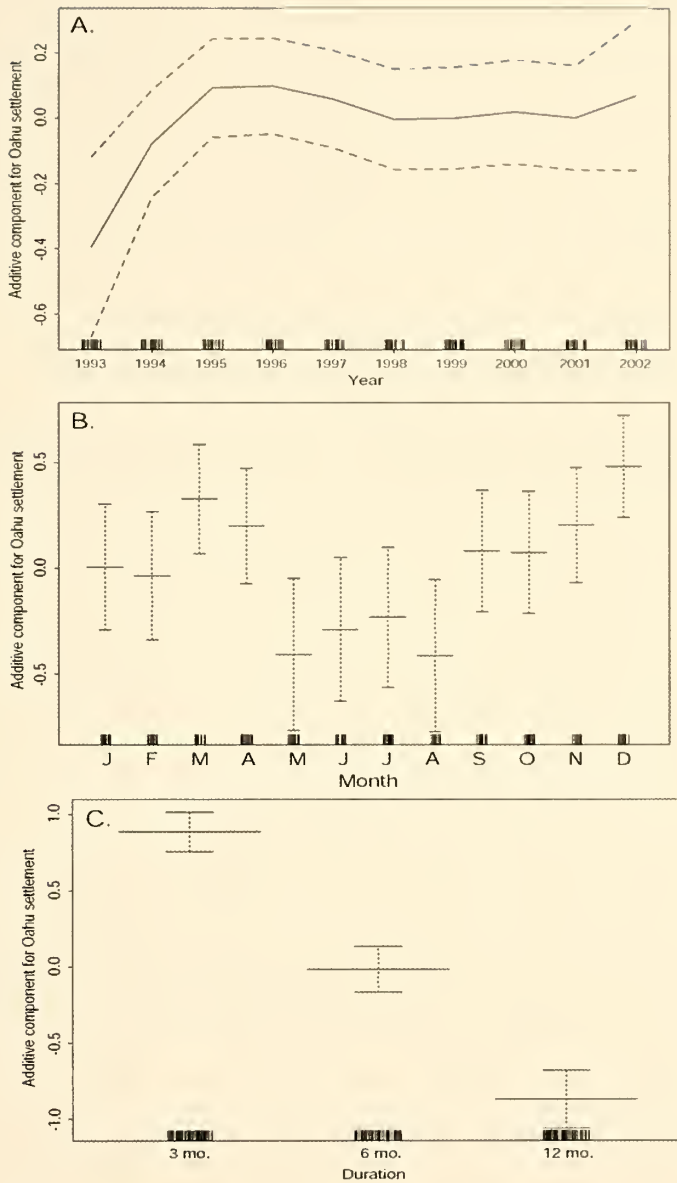 A.
Additive component for Oahu settlement
0.2
0.0
-0.2
-0.4
-0.6
1993 1994 1995 1996 1997 1998 1999 2000 2001 2002
Year
B.
Additive component for Oahu settlement
0.5
0.0
-0.5
J F M A M J J A S O N D
Month
C.
Additive component for Oahu settlement
1.0
0.5
0.0
-0.5
-1.0
3 mo. 6 mo. 12 mo.
Duration